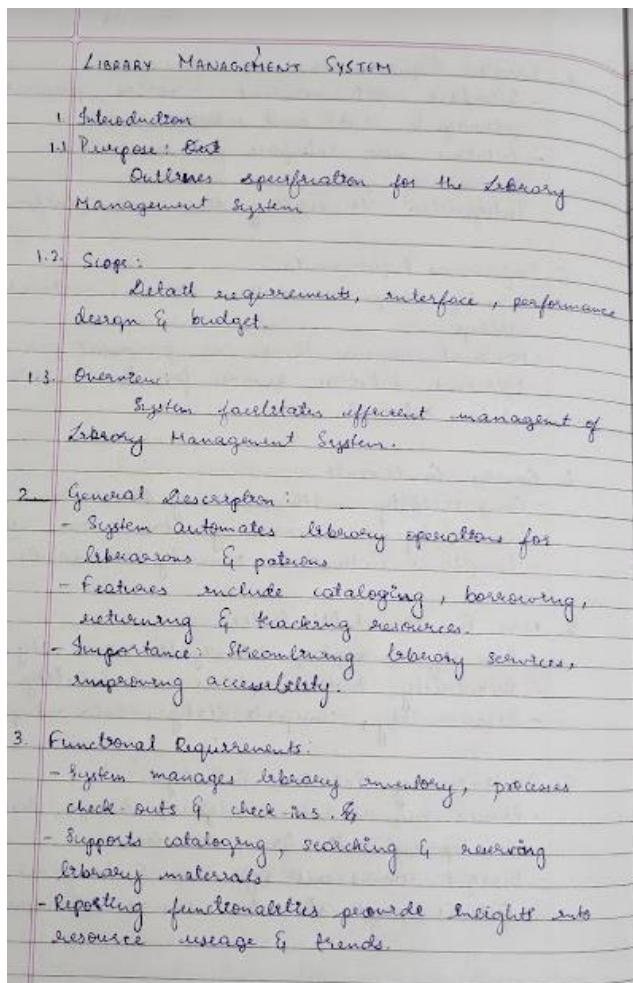 LIBRARY MANAGEMENT SYSTEM
1. Introduction
1.1 Purpose:
Outlines specification for the Library
Management System
1.2. Scope:
Detail requirements, interface, performance
design & budget.
1.3. Overview:
System facilitates efficient managemt of
Library Management System.
2. General Description:
- System automates library operations for
librarians & patrons
- Features include cataloging, borrowing,
returning & tracking resources.
- Importance: Streamlining library services,
improving accessibility.
3. Functional Requirements:
- System manages library inventory, processes
check-outs & check-ins.
- Supports cataloging, searching & reserving
library materials
- Reporting functionalities provide insights into
resource useage & trends.